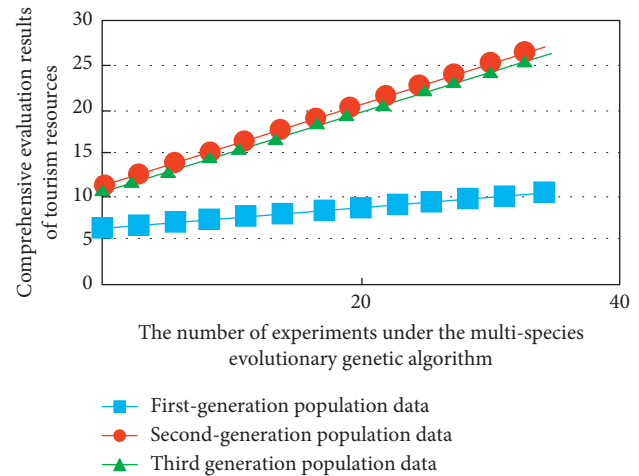 Comprehensive evaluation results
of tourism resources
30
25
20
15
10
5
0
20
40
The number of experiments under the multi-species
evolutionary genetic algorithm
First-generation population data
Second-generation population data
Third generation population data